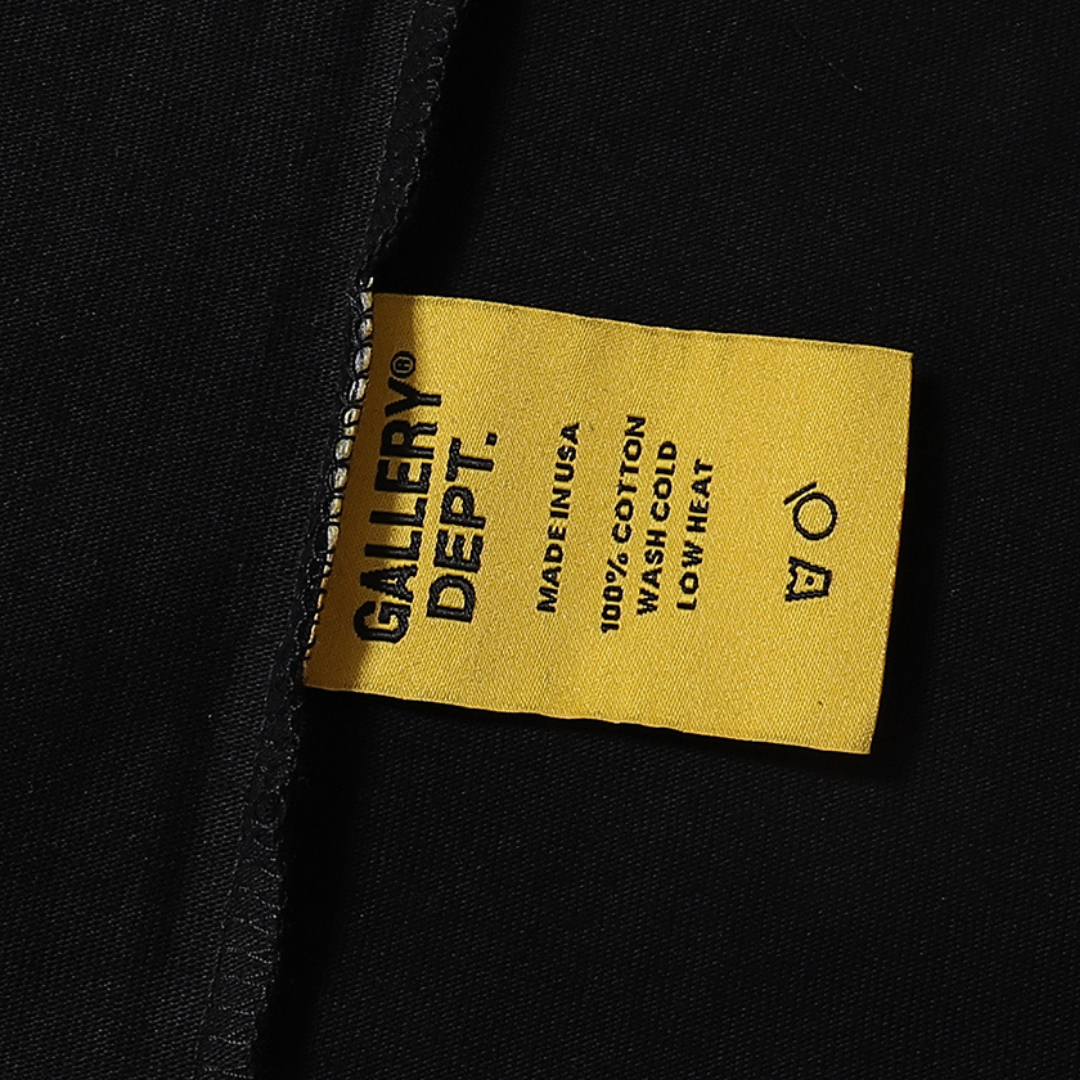 GALLERY®
DEPT.
MADE IN USA
100% COTTON
WASH COLD
LOW HEAT